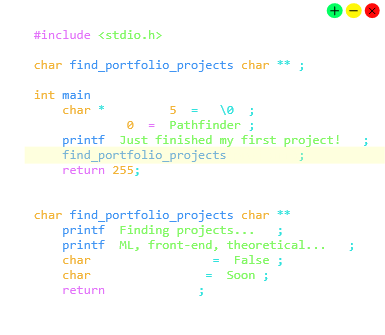 #include <stdio.h>
char find_portfolio_projects char ** ;
int main
char * 5 = \0 ;
0 = Pathfinder ;
printf Just finished my first project! ;
find_portfolio_projects ;
return 255;
char find_portfolio_projects char **
printf Finding projects... ;
printf ML, front-end, theoretical... ;
char = False ;
char = Soon ;
return ;